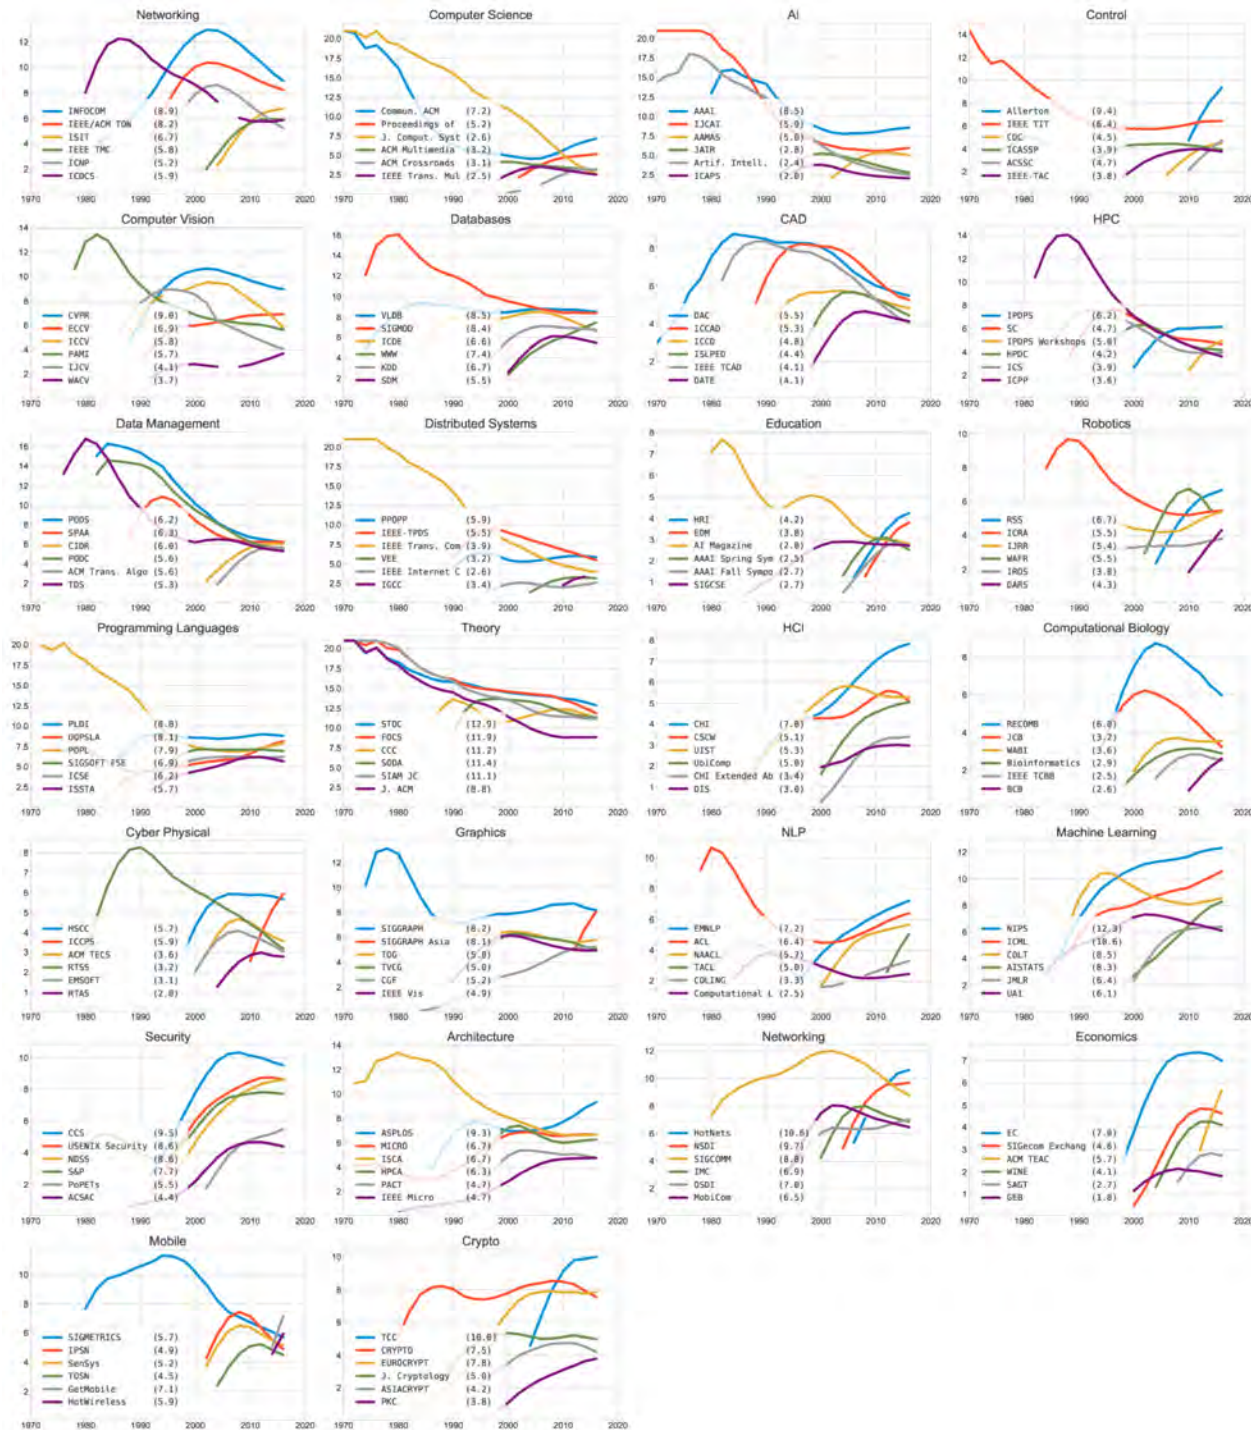 Networking
INFOCOM (8.9)
IEEE/ACM TON (8.2)
ISIT (6.7)
IEEE TMC (5.8)
ICNP (5.2)
ICDCS (5.9)
Computer Science
Commun. ACM (7.2)
Proceedings of (5.2)
J. Comput. Syst (2.6)
ACM Multimedia (3.2)
ACM Crossroads (3.1)
IEEE Trans. Mul (2.5)
AI
AAAI (8.5)
IJCAI (5.9)
AAMAS (5.0)
JAIR (2.8)
Artif. Intell. (2.4)
ICAPS (2.0)
Control
Allerton (9.4)
IEEE TIT (6.4)
CDC (4.5)
ICASSP (3.9)
ACSSC (4.7)
IEEE-TAC (3.8)
Computer Vision
CVPR (9.0)
ECCV (6.9)
ICCV (5.8)
PAMI (5.7)
IJCV (4.1)
WACV (3.7)
Databases
VLDB (8.5)
SIGMOD (8.4)
ICDE (6.6)
WWW (7.4)
KDD (6.7)
SDM (5.5)
CAD
DAC (5.5)
ICCAD (5.3)
ICCD (4.8)
ISLPED (4.4)
IEEE TCAD (4.1)
DATE (4.1)
HPC
IPDPS (6.2)
SC (4.7)
IPDPS Workshops (5.0)
HPDC (4.2)
ICS (3.9)
ICPP (3.6)
Data Management
PODS (6.2)
SPAA (6.3)
CIDR (6.0)
PODC (5.6)
ACM Trans. Algo (5.6)
TDS (5.3)
Distributed Systems
PPOPP (5.9)
IEEE-TPDS (5.5)
IEEE Trans. Com (3.9)
VEE (3.2)
IEEE Internet C (2.6)
IGCC (3.4)
Education
HRI (4.2)
EDM (3.8)
AI Magazine (2.8)
AAAI Spring Sym (2.5)
AAAI Fall Sympo (2.7)
SIGCSE (2.7)
Robotics
RSS (6.7)
ICRA (5.5)
IJRR (5.4)
WAFR (5.5)
IROS (3.8)
DARS (4.3)
Programming Languages
PLDI (8.8)
OOPSLA (8.1)
POPL (7.9)
SIGSOFT FSE (6.9)
ICSE (6.2)
ISSTA (5.7)
Theory
STOC (12.9)
FOCS (11.9)
CCC (11.2)
SODA (11.4)
SIAM JC (11.1)
J. ACM (8.8)
HCI
CHI (7.8)
CSCW (5.1)
UIST (5.3)
UbiComp (5.0)
CHI Extended Ab (3.4)
DIS (3.0)
Computational Biology
RECOMB (6.0)
JCB (3.2)
WABI (3.6)
Bioinformatics (2.9)
IEEE TCBB (2.5)
BCB (2.6)
Cyber Physical
HSCC (5.7)
ICCPS (5.9)
ACM TECS (3.6)
RTSS (3.2)
EMSOFT (3.1)
RTAS (2.8)
Graphics
SIGGRAPH (8.2)
SIGGRAPH Asia (8.1)
TOG (5.8)
TVCG (5.0)
CGF (5.2)
IEEE Vis (4.9)
NLP
EMNLP (7.2)
ACL (6.4)
NAACL (5.7)
TACL (5.0)
COLING (3.3)
Computational L (2.5)
Machine Learning
NIPS (12.3)
ICML (10.6)
COLT (8.5)
AISTATS (8.3)
JMLR (6.4)
UAI (6.1)
Security
CCS (9.5)
USENIX Security (8.6)
NDSS (8.6)
S&P (7.7)
PoPETs (5.5)
ACSAC (4.4)
Architecture
ASPLOS (9.3)
MICRO (6.7)
ISCA (6.7)
HPCA (6.3)
PACT (4.7)
IEEE Micro (4.7)
Networking
HotNets (10.6)
NSDI (9.7)
SIGCOMM (8.8)
IMC (6.9)
OSDI (7.0)
MobiCom (6.5)
Economics
EC (7.0)
SIGecom Exchang (4.6)
ACM TEAC (5.7)
WINE (4.1)
SAGT (2.7)
GEB (1.8)
Mobile
SIGMETRICS (5.7)
IPSN (4.9)
SenSys (5.2)
TOSN (4.5)
GetMobile (7.1)
HotWireless (5.9)
1970 1980 1990 2000 2010 2020
Crypto
TCC (10.0)
CRYPTO (7.5)
EUROCRYPT (7.8)
J. Cryptology (5.0)
ASIACRYPT (4.2)
PKC (3.8)
1970 1980 1990 2000 2010 2020